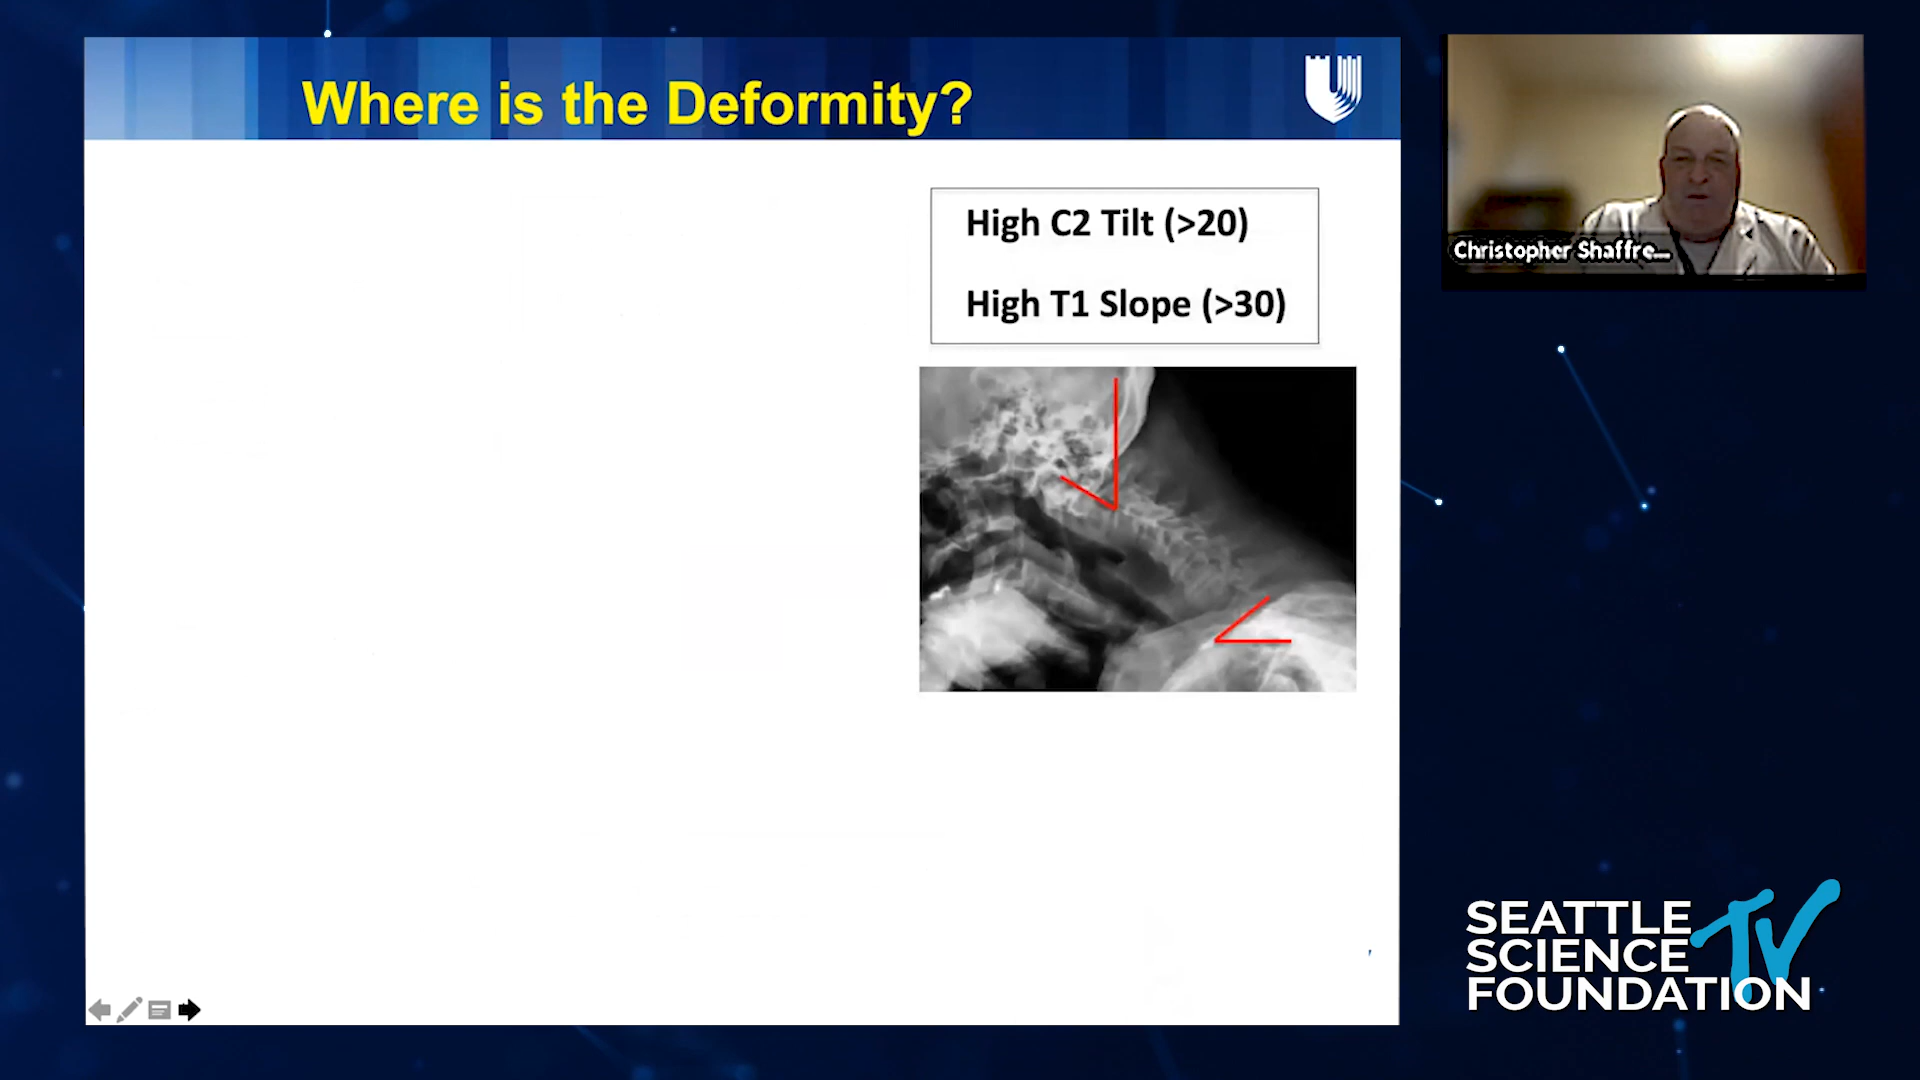 Where is the Deformity?
High C2 Tilt (>20)
High T1 Slope (>30)
Christopher Shaffre...
SEATTLE
SCIENCE TV
FOUNDATION